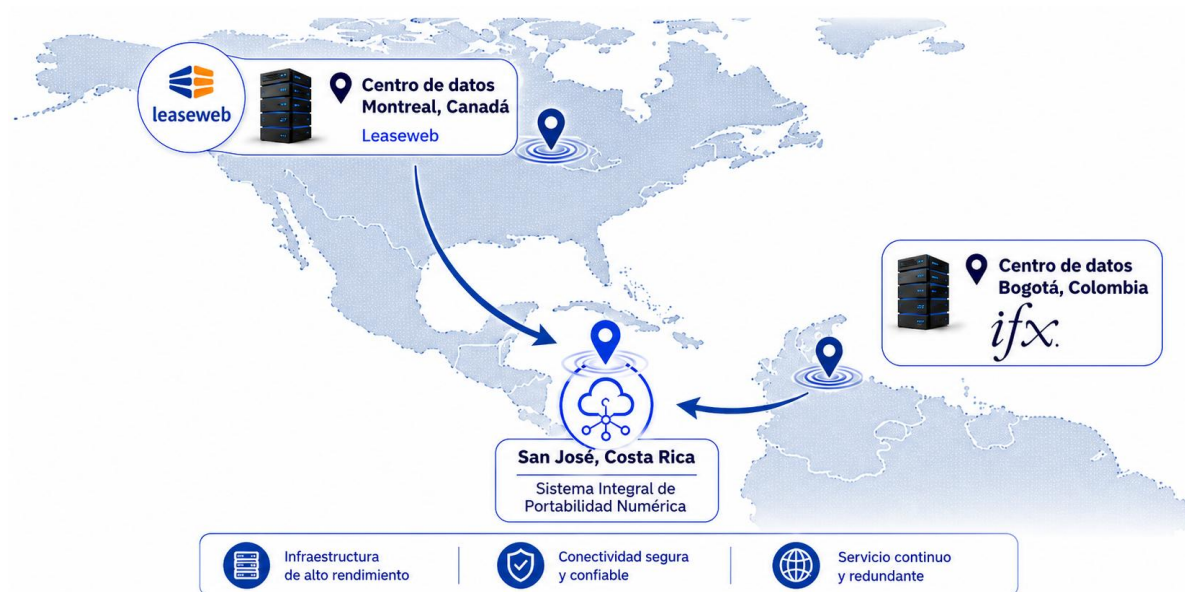 leaseweb
Centro de datos
Montreal, Canadá
Leaseweb
Centro de datos
Bogotá, Colombia
ifx.
San José, Costa Rica
Sistema Integral de
Portabilidad Numérica
Infraestructura
de alto rendimiento
Conectividad segura
y confiable
Servicio continuo
y redundante